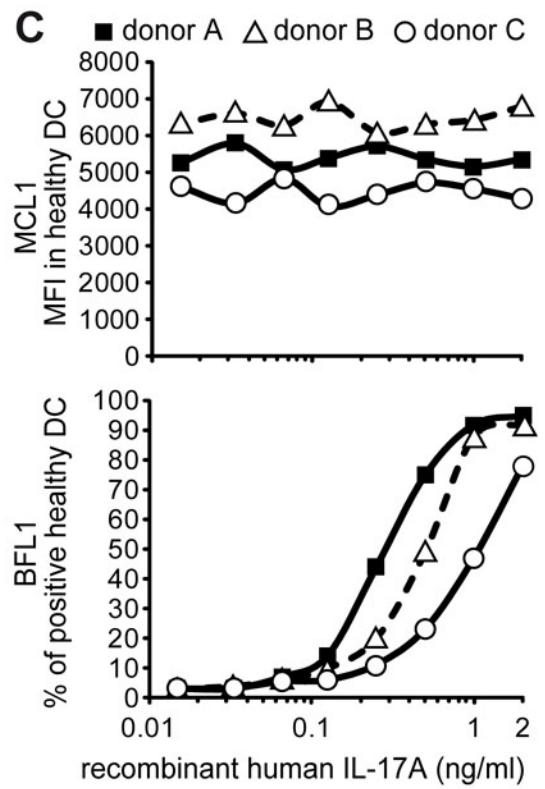 C
donor A donor B donor C
MCL1
MFI in healthy DC
8000
7000
6000
5000
4000
3000
2000
1000
0
BFL1
% of positive healthy DC
100
90
80
70
60
50
40
30
20
10
0
0.01 0.1 1 2
recombinant human IL-17A (ng/ml)